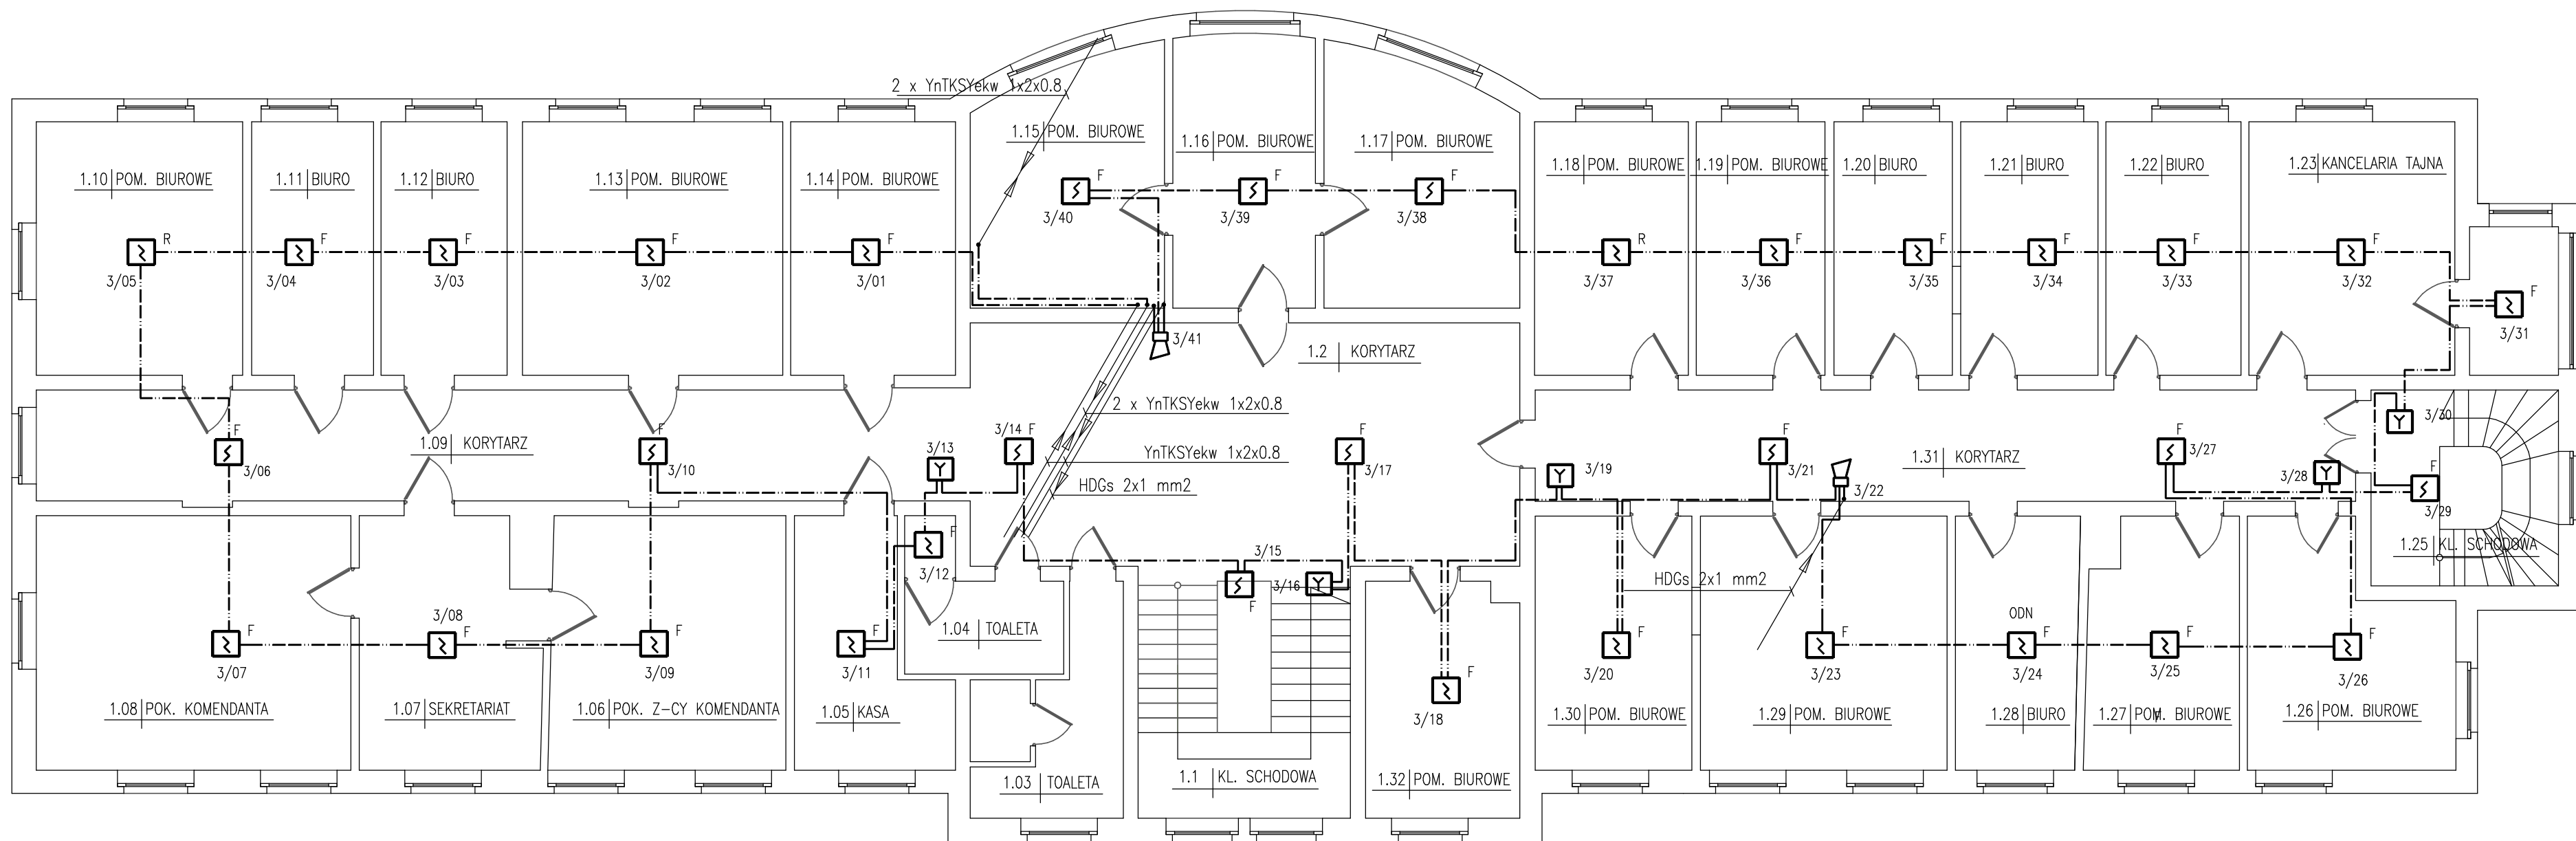 2 x YnTKSYekw 1x2x0.8
1.15 POM. BIUROWE
1.16 POM. BIUROWE
1.17 POM. BIUROWE
1.10 POM. BIUROWE
1.11 BIURO
1.12 BIURO
1.13 POM. BIUROWE
1.14 POM. BIUROWE
1.18 POM. BIUROWE
1.19 POM. BIUROWE
1.20 BIURO
1.21 BIURO
1.22 BIURO
1.23 KANCELARIA TAJNA
F
3/40
F
3/39
F
3/38
R
3/05
F
3/04
F
3/03
F
3/02
F
3/01
R
3/37
F
3/36
F
3/35
F
3/34
F
3/33
F
3/32
F
3/31
3/41
1.2 KORYTARZ
2 x YnTKSYekw 1x2x0.8
YnTKSYekw 1x2x0.8
HDGs 2x1 mm2
F
3/06
1.09 KORYTARZ
F
3/10
3/13
3/14 F
F
3/17
3/19
F
3/21
3/22
1.31 KORYTARZ
F
3/27
3/28
3/30
F
3/29
F
3/12
3/15
F
3/16
HDGs 2x1 mm2
1.25 KL. SCHODOWA
F
3/07
3/08
F
F
3/09
F
3/11
1.04 TOALETA
F
3/18
F
3/20
F
3/23
ODN
F
3/24
F
3/25
F
3/26
1.08 POK. KOMENDANTA
1.07 SEKRETARIAT
1.06 POK. Z-CY KOMENDANTA
1.05 KASA
1.30 POM. BIUROWE
1.29 POM. BIUROWE
1.28 BIURO
1.27 POM. BIUROWE
1.26 POM. BIUROWE
1.03 TOALETA
1.1 KL. SCHODOWA
1.32 POM. BIUROWE